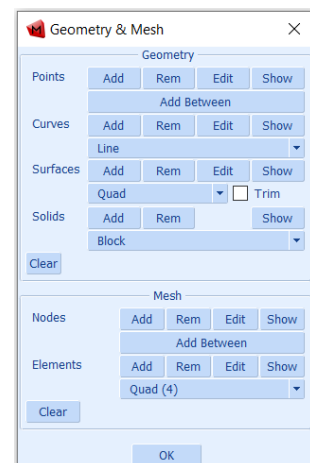 Geometry & Mesh
Geometry
Points Add Rem Edit Show
Add Between
Curves Add Rem Edit Show
Line
Surfaces Add Rem Edit Show
Quad Trim
Solids Add Rem Show
Block
Clear
Mesh
Nodes Add Rem Edit Show
Add Between
Elements Add Rem Edit Show
Quad (4)
Clear
OK